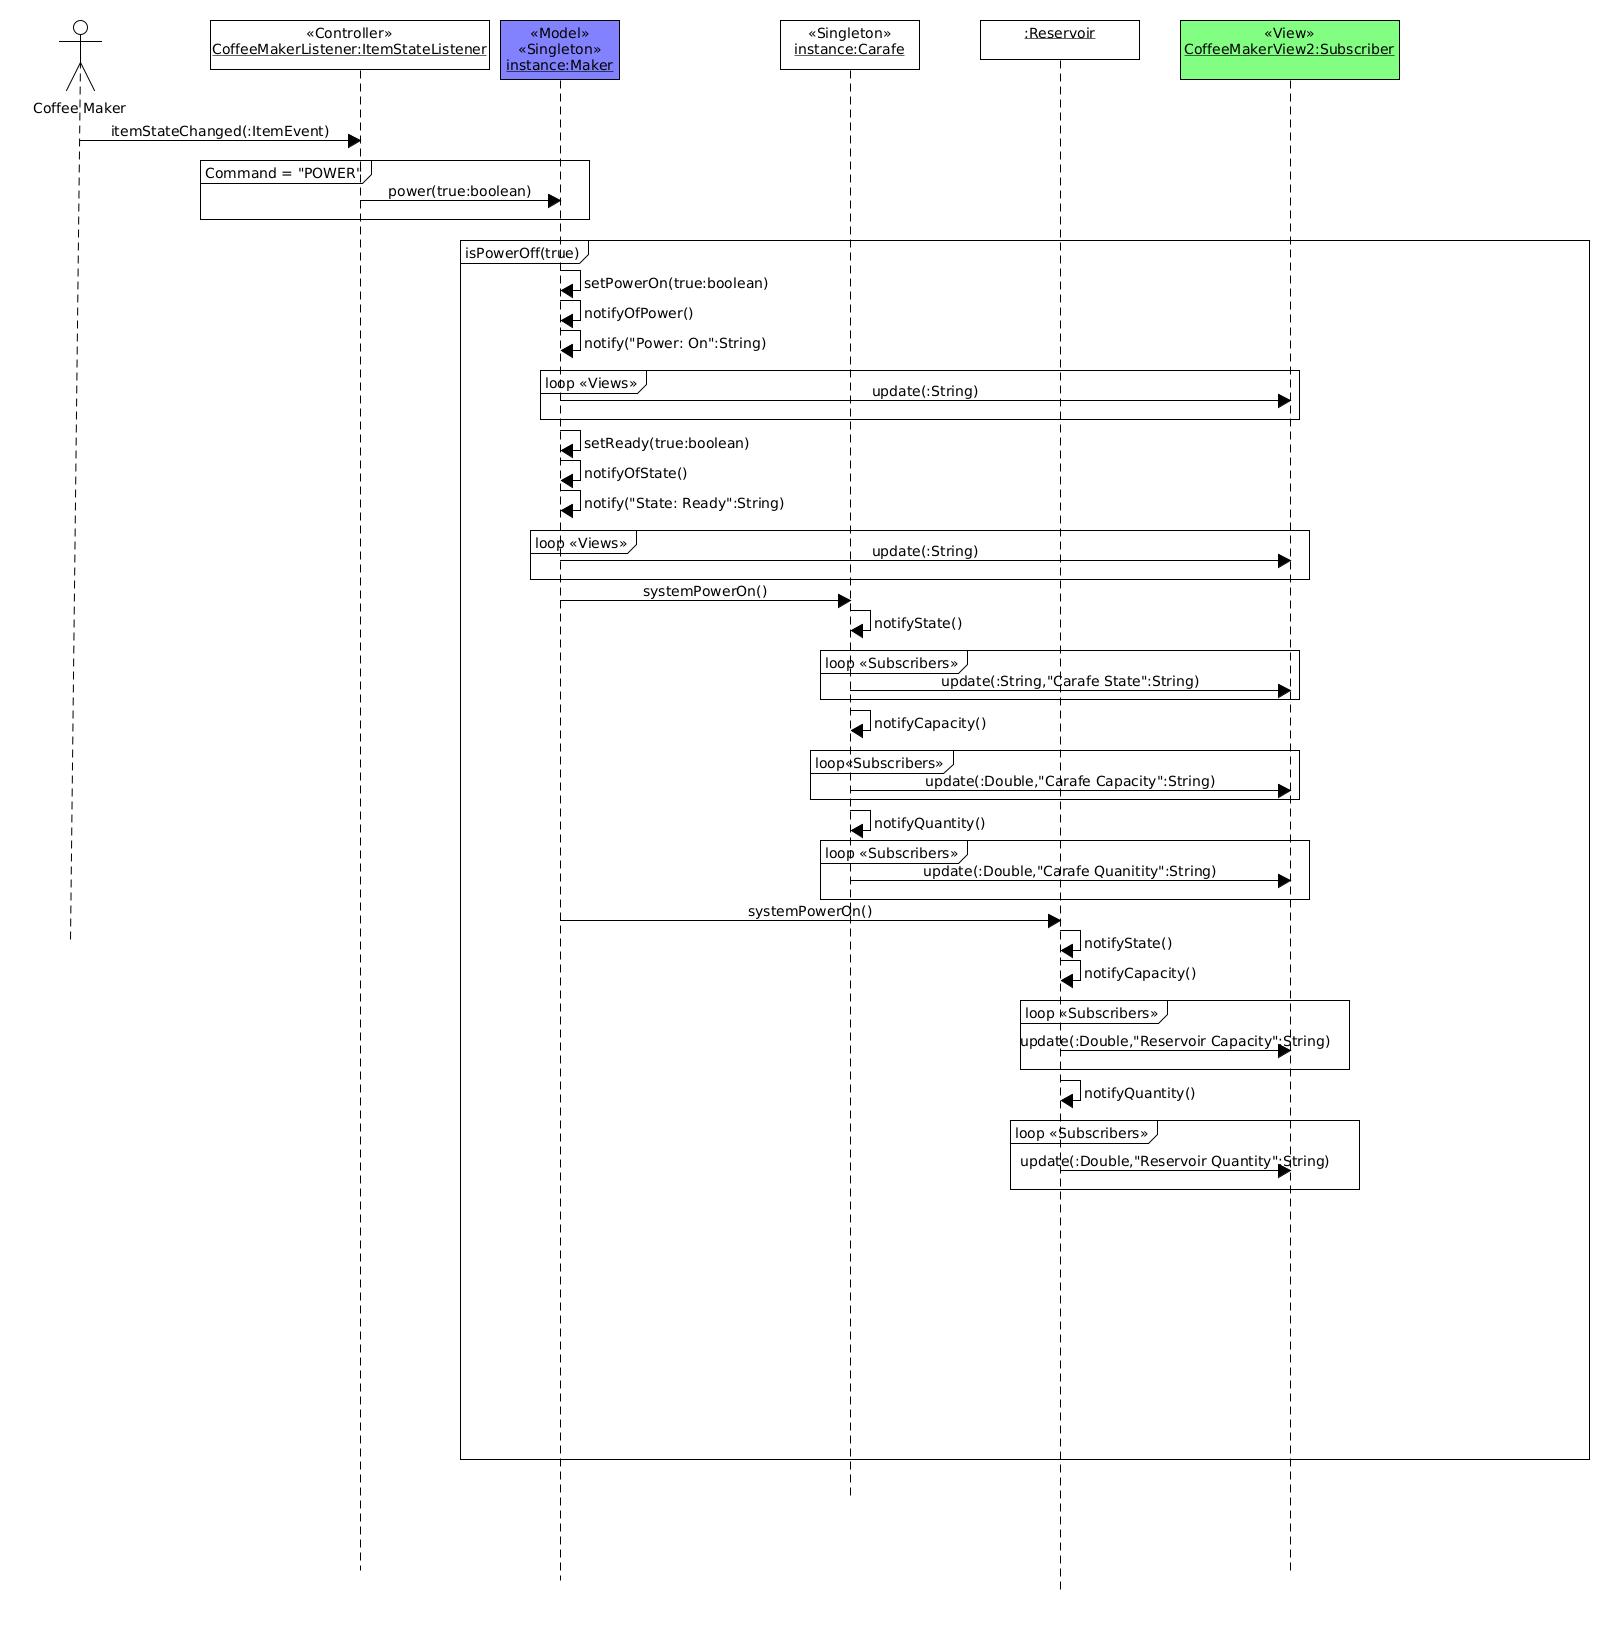 «Controller»
CoffeeMakerListener:ItemStateListener
«Model»
«Singleton»
instance:Maker
«Singleton»
instance:Carafe
:Reservoir
«View»
CoffeeMakerView2:Subscriber
Coffee Maker
itemStateChanged(:ItemEvent)
Command = "POWER"
power(true:boolean)
isPowerOff(true)
setPowerOn(true:boolean)
notifyOfPower()
notify("Power: On":String)
loop «Views»
update(:String)
setReady(true:boolean)
notifyOfState()
notify("State: Ready":String)
loop «Views»
update(:String)
systemPowerOn()
notifyState()
loop «Subscribers»
update(:String,"Carafe State":String)
notifyCapacity()
loop«Subscribers»
update(:Double,"Carafe Capacity":String)
notifyQuantity()
loop «Subscribers»
update(:Double,"Carafe Quanitity":String)
systemPowerOn()
notifyState()
notifyCapacity()
loop «Subscribers»
update(:Double,"Reservoir Capacity":String)
notifyQuantity()
loop «Subscribers»
update(:Double,"Reservoir Quantity":String)